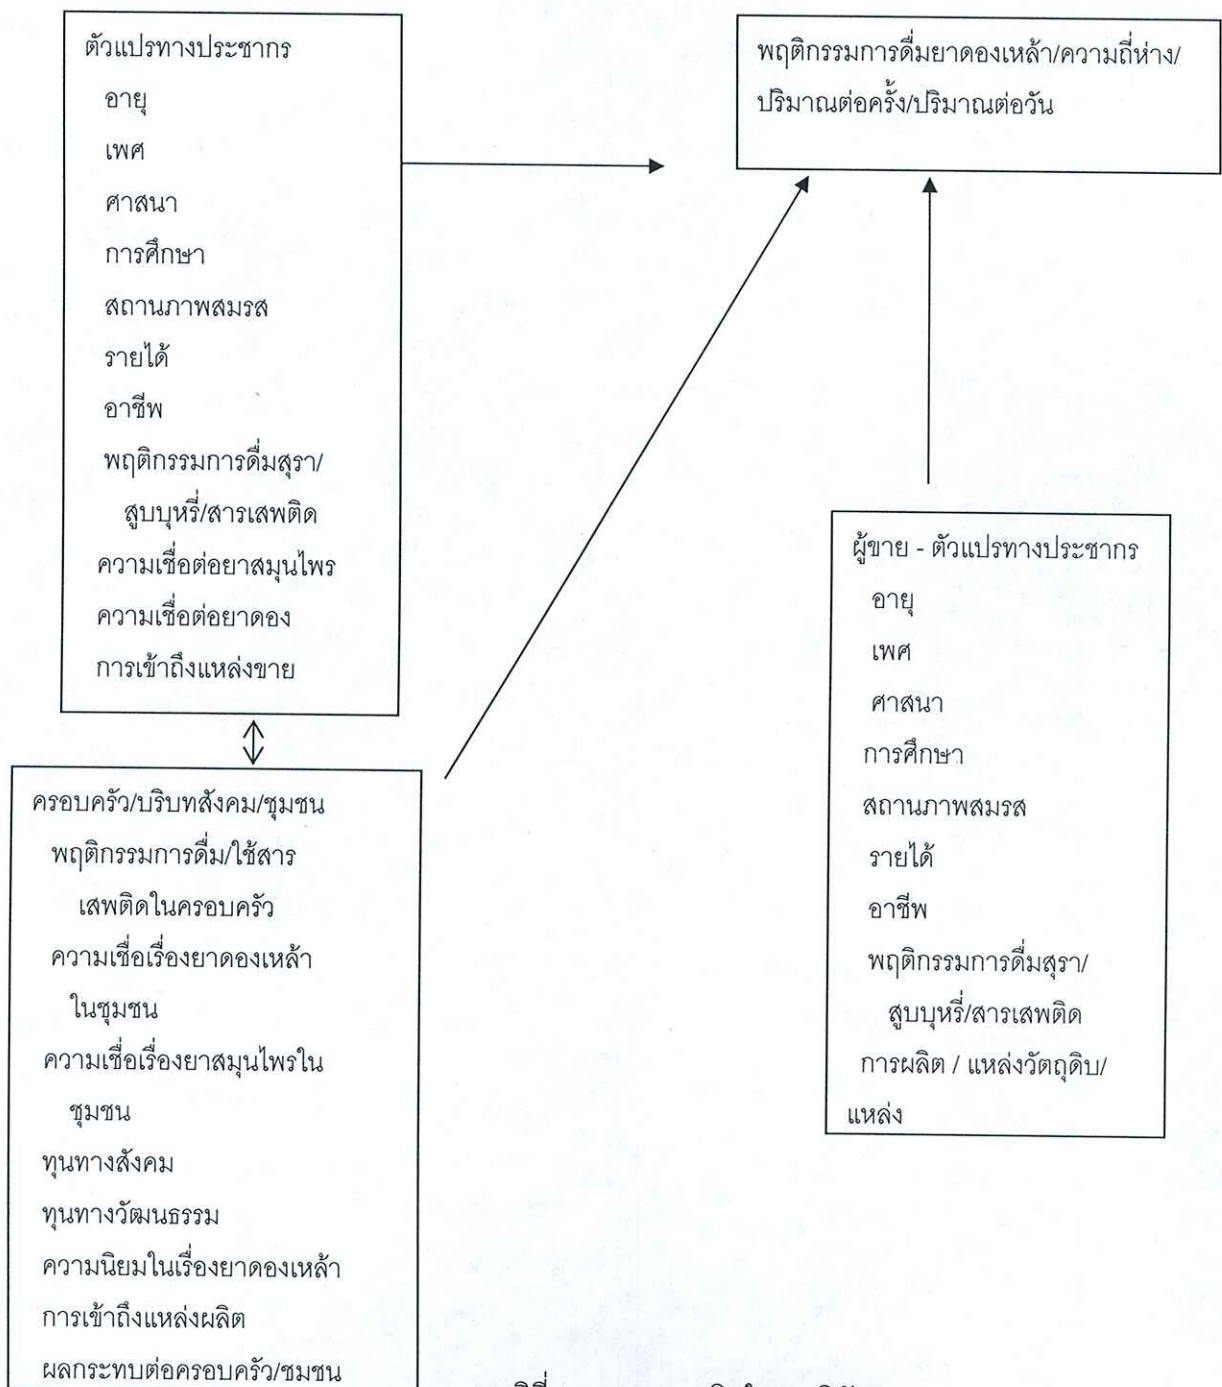 ตัวแปรทางประชากร
อายุ
เพศ
ศาสนา
การศึกษา
สถานภาพสมรส
รายได้
อาชีพ
พฤติกรรมการดื่มสุรา/
สูบบุหรี่/สารเสพติด
ความเชื่อต่อยาสมุนไพร
ความเชื่อต่อยาดอง
การเข้าถึงแหล่งขาย
พฤติกรรมการดื่มยาดองเหล้า/ความถี่ห่าง/
ปริมาณต่อครั้ง/ปริมาณต่อวัน
ครอบครัว/บริบทสังคม/ชุมชน
พฤติกรรมการดื่ม/ใช้สาร
เสพติดในครอบครัว
ความเชื่อเรื่องยาดองเหล้า
ในชุมชน
ความเชื่อเรื่องยาสมุนไพรใน
ชุมชน
ทุนทางสังคม
ทุนทางวัฒนธรรม
ความนิยมในเรื่องยาดองเหล้า
การเข้าถึงแหล่งผลิต
ผลกระทบต่อครอบครัว/ชุมชน
ผู้ขาย - ตัวแปรทางประชากร
อายุ
เพศ
ศาสนา
การศึกษา
สถานภาพสมรส
รายได้
อาชีพ
พฤติกรรมการดื่มสุรา/
สูบบุหรี่/สารเสพติด
การผลิต / แหล่งวัตถุดิบ/
แหล่ง